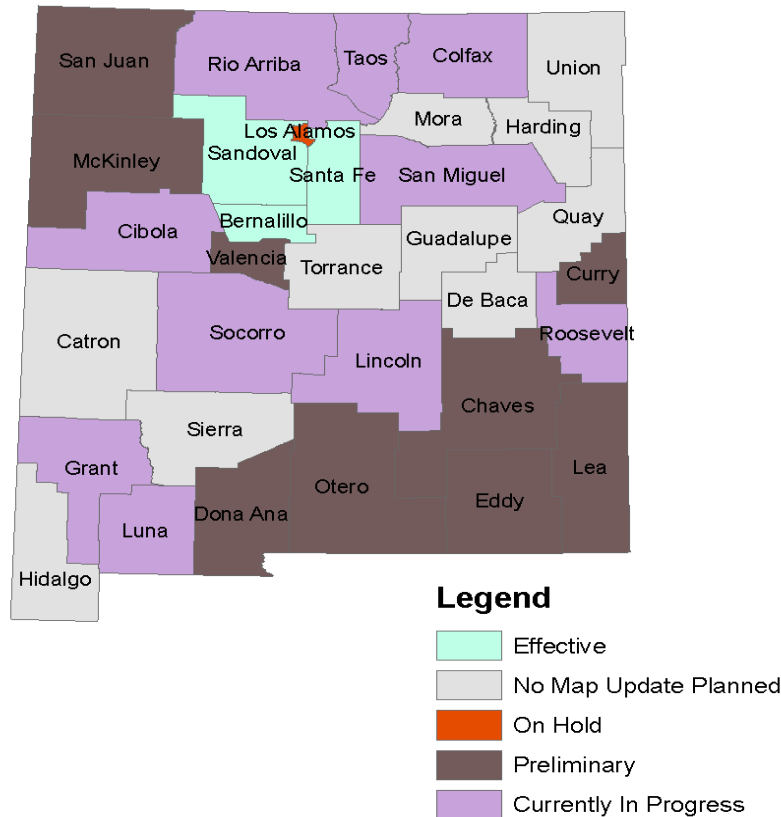 San Juan
Rio Arriba
Taos
Colfax
Union
Mora
Harding
Los Alamos
McKinley
Sandoval
Santa Fe
San Miguel
Quay
Bernalillo
Cibola
Guadalupe
Valencia
Torrance
Curry
De Baca
Socorro
Roosevelt
Catron
Lincoln
Chaves
Sierra
Grant
Lea
Otero
Eddy
Dona Ana
Luna
Hidalgo
Legend
Effective
No Map Update Planned
On Hold
Preliminary
Currently In Progress